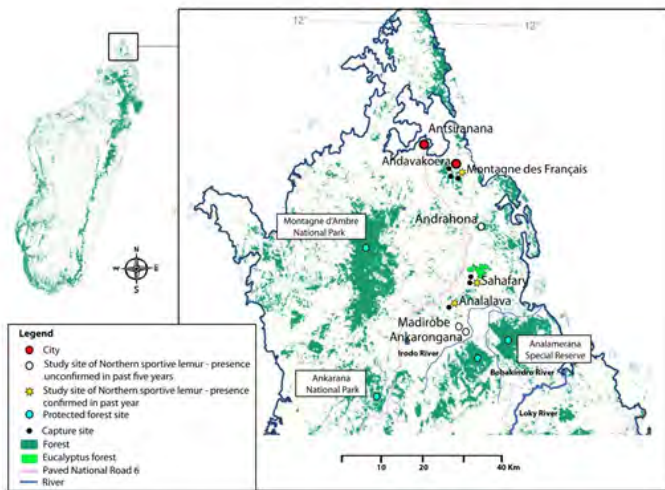 12°
12°
Antsiranana
Andavakoera
Montagne des Français
Andrahona
Montagne d'Ambre
National Park
Sahafary
Analalava
Madirobe
Ankarongana
Irodo River
Analamerana
Special Reserve
Bobakindro River
Ankarana
National Park
Loky River
N
W
E
S
Legend
City
Study site of Northern sportive lemur - presence
unconfirmed in past five years
Study site of Northern sportive lemur - presence
confirmed in past year
Protected forest site
Capture site
Forest
Eucalyptus forest
Paved National Road 6
River
10
20
40 Km